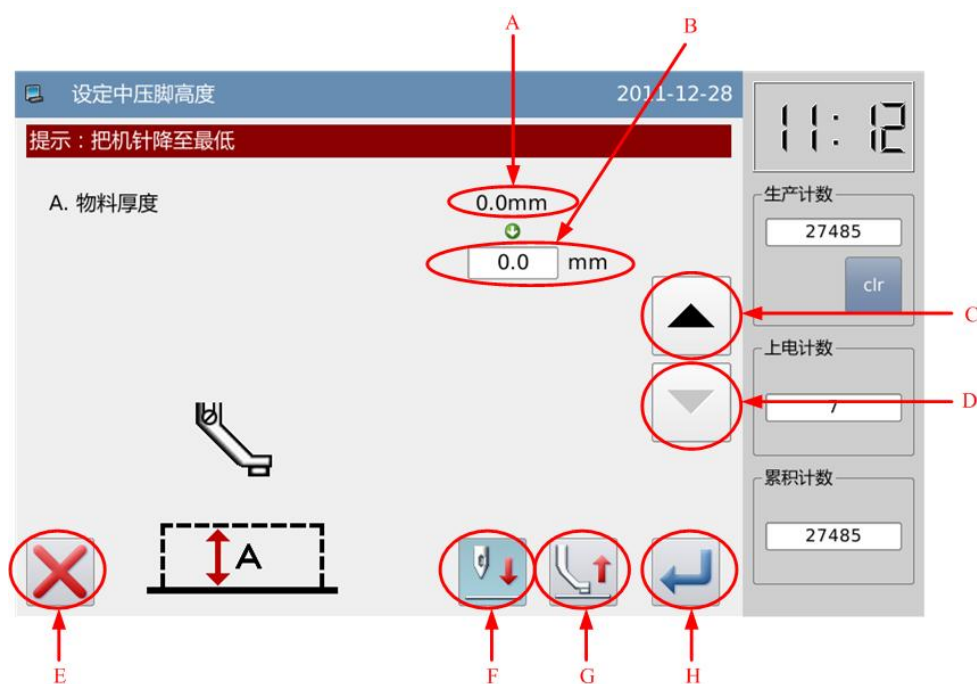 A
B
设定中压脚高度 2011-12-28
提示：把机针降至最低
11:12
A. 物料厚度 0.0mm
0.0 mm
生产计数
27485
clr
C
上电计数
7
D
累积计数
27485
A
E
F
G
H